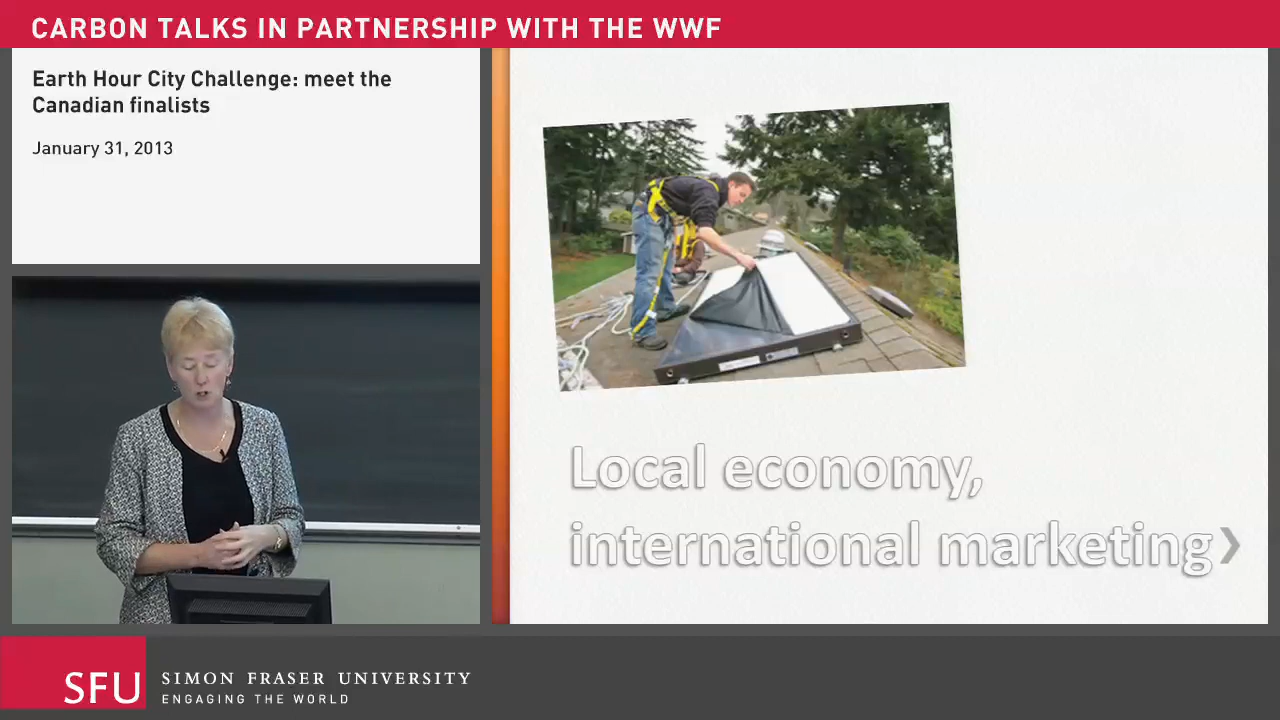 CARBON TALKS IN PARTNERSHIP WITH THE WWF
Earth Hour City Challenge: meet the
Canadian finalists
January 31, 2013
Local economy,
international marketing
SFU
SIMON FRASER UNIVERSITY
ENGAGING THE WORLD